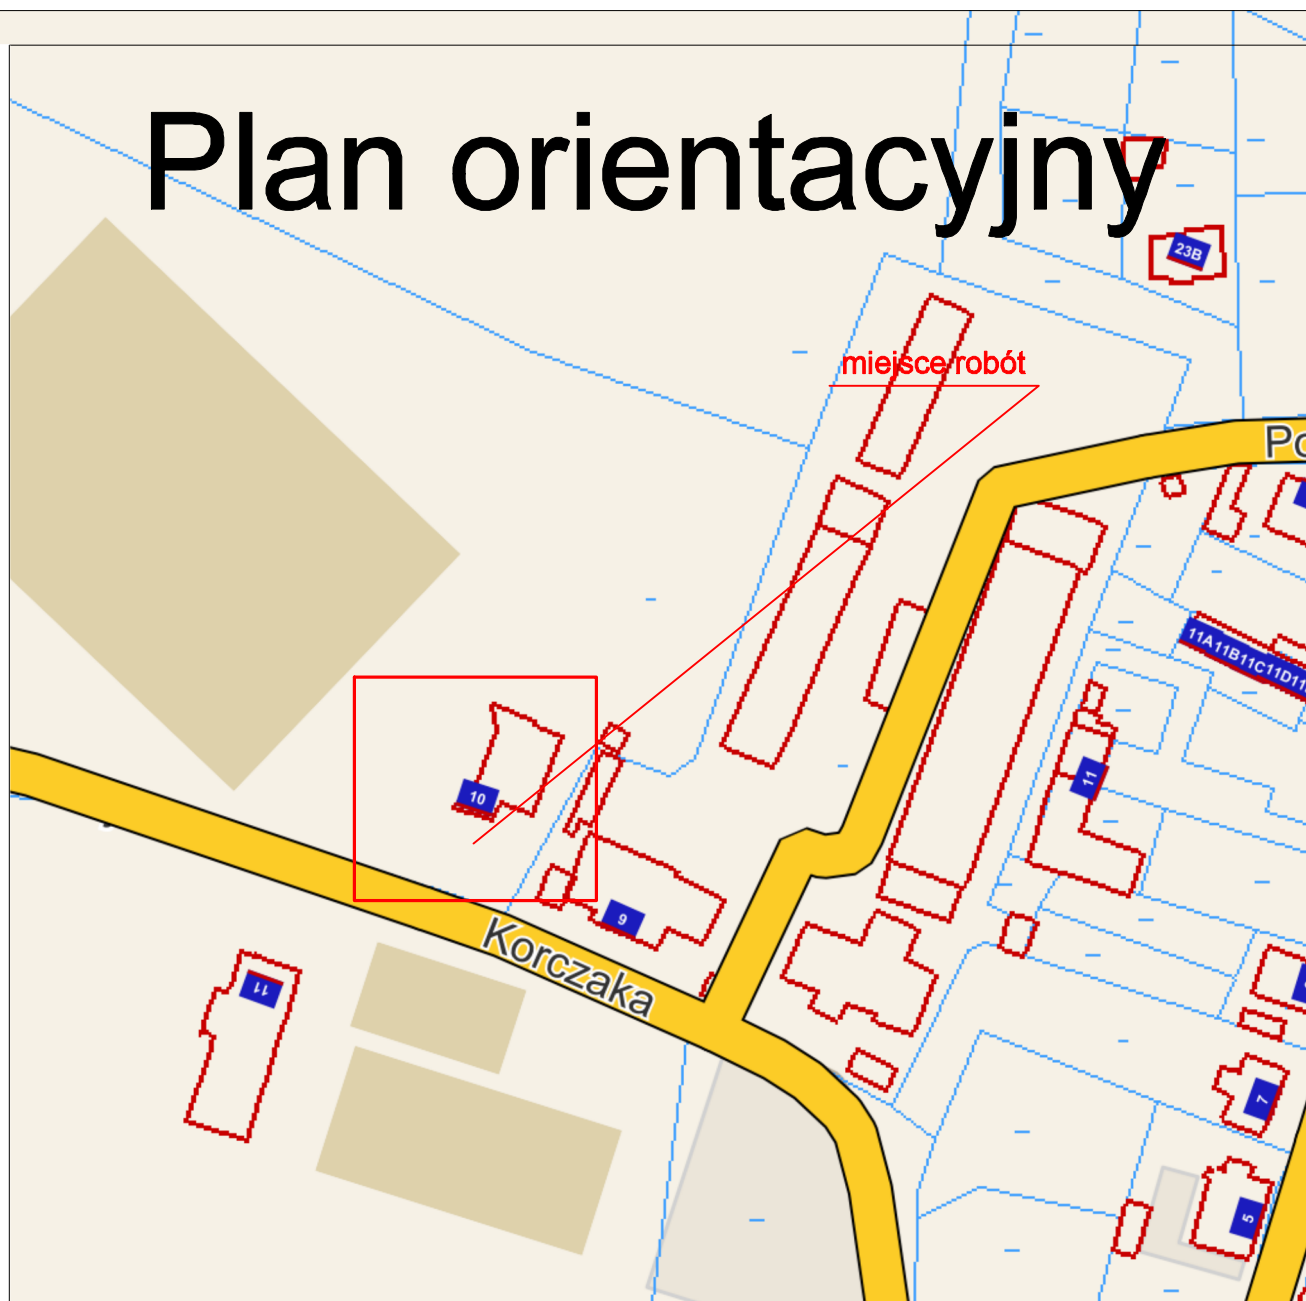 Plan orientacyjny
23B
miejsce robót
Po
11A11B11C11D11
11
10
9
Korczaka
11
7
5